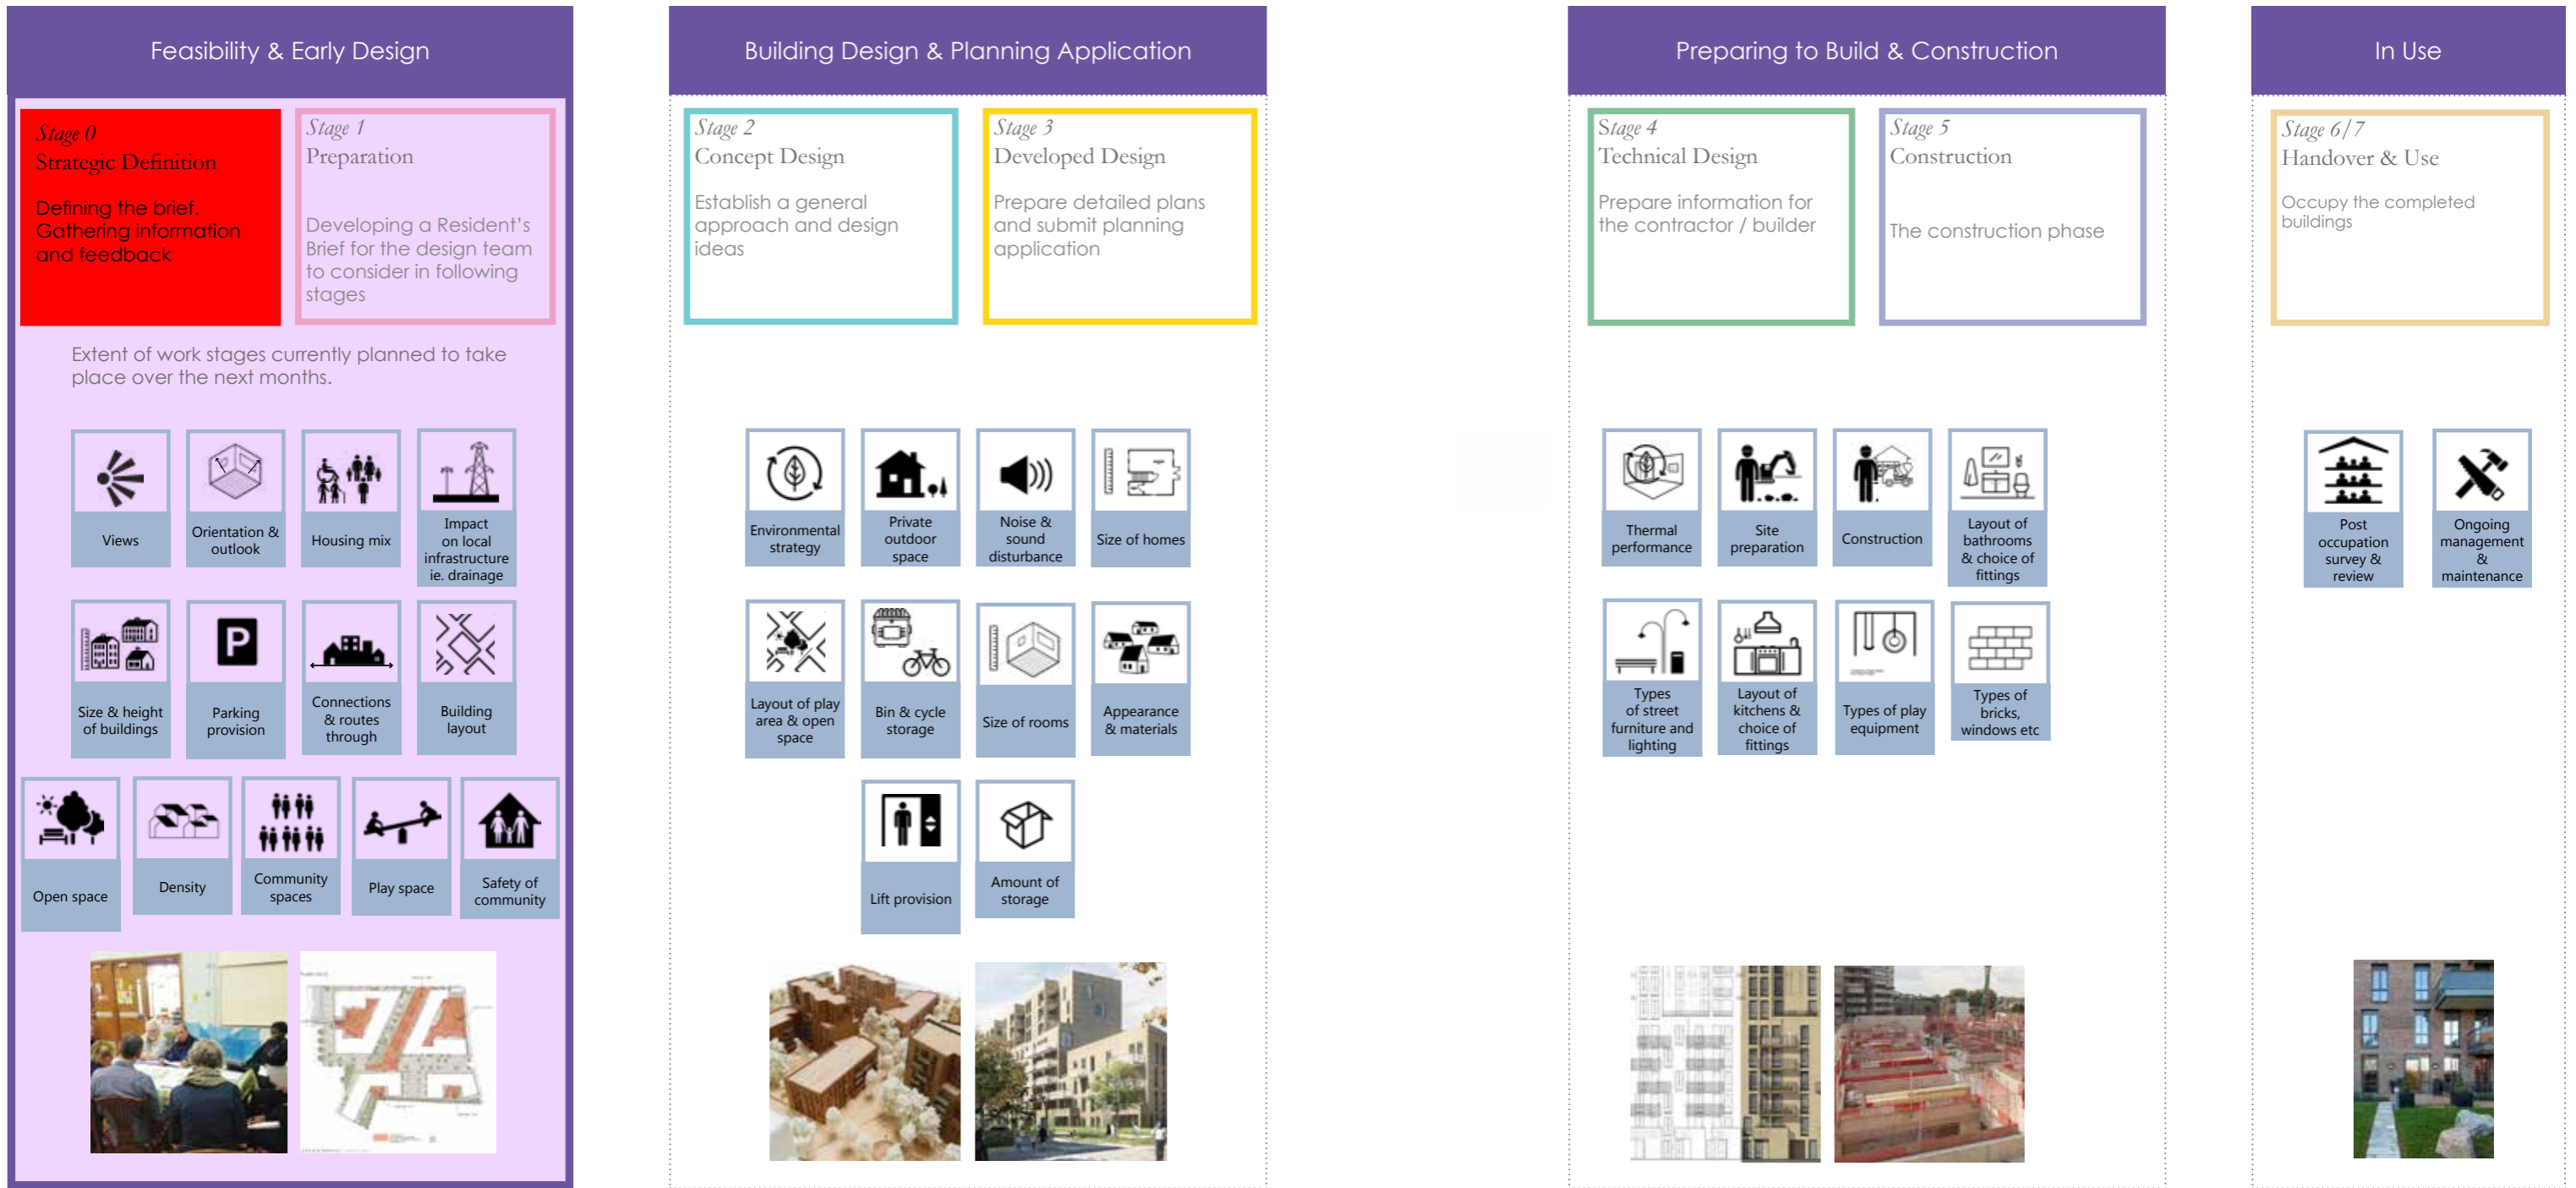 Feasibility & Early Design
Stage 0
Strategic Definition
Defining the brief.
Gathering information
and feedback
Stage 1
Preparation
Developing a Resident's
Brief for the design team
to consider in following
stages
Extent of work stages currently planned to take
place over the next months.
Views
Orientation &
outlook
Housing mix
Impact
on local
infrastructure
ie. drainage
Size & height
of buildings
P
Parking
provision
Connections
& routes
through
Building
layout
Open space
Density
Community
spaces
Play space
Safety of
community
Building Design & Planning Application
Stage 2
Concept Design
Establish a general
approach and design
ideas
Stage 3
Developed Design
Prepare detailed plans
and submit planning
application
Environmental
strategy
Private
outdoor
space
Noise &
sound
disturbance
Size of homes
Layout of play
area & open
space
Bin & cycle
storage
Size of rooms
Appearance
& materials
Lift provision
Amount of
storage
Preparing to Build & Construction
Stage 4
Technical Design
Prepare information for
the contractor / builder
Stage 5
Construction
The construction phase
Thermal
performance
Site
preparation
Construction
Layout of
bathrooms
& choice of
fittings
Types
of street
furniture and
lighting
Layout of
kitchens &
choice of
fittings
Types of play
equipment
Types of
bricks,
windows etc
In Use
Stage 6/7
Handover & Use
Occupy the completed
buildings
Post
occupation
survey &
review
Ongoing
management
&
maintenance